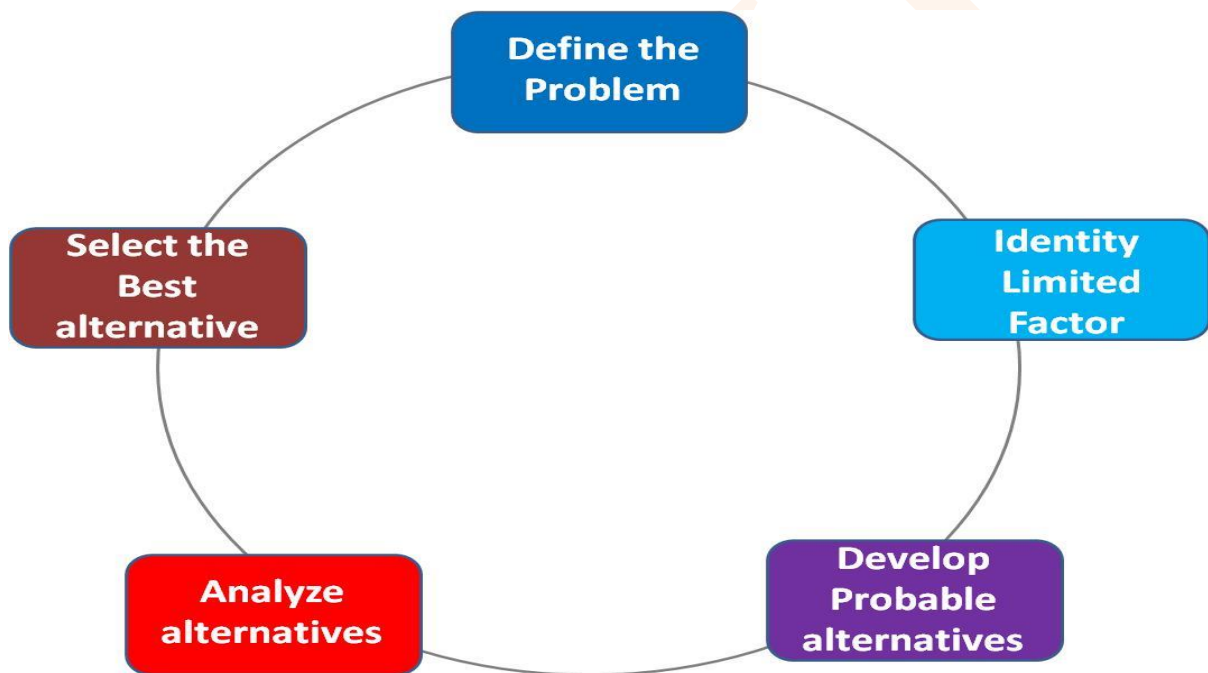 Define the
Problem
Identity
Limited
Factor
Develop
Probable
alternatives
Analyze
alternatives
Select the
Best
alternative